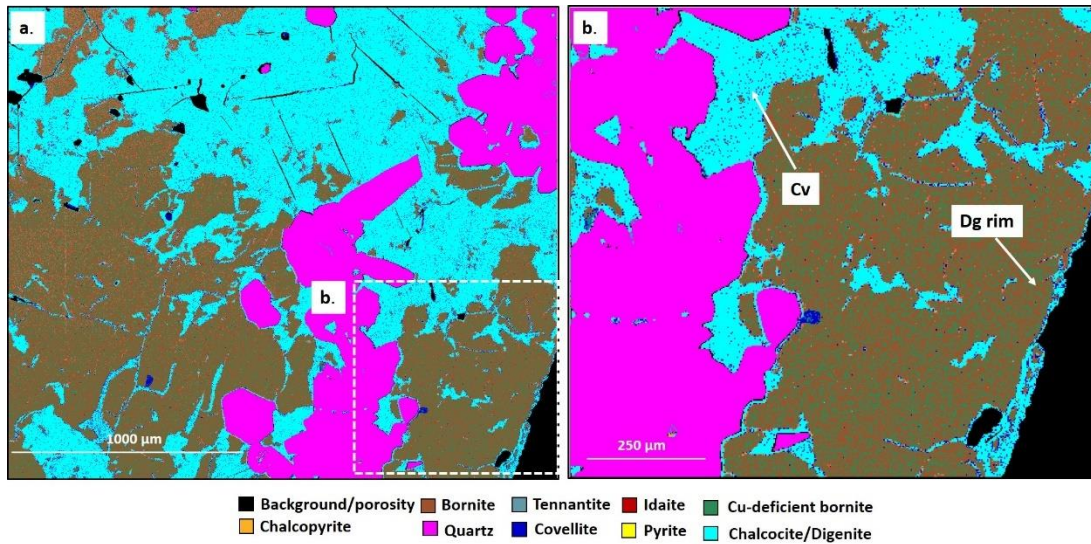 a.
b.
1000 µm
b.
Cv
Dg rim
250 µm
Background/porosity Bornite Tennantite Idaite Cu-deficient bornite
Chalcopyrite Quartz Covellite Pyrite Chalcocite/Digenite